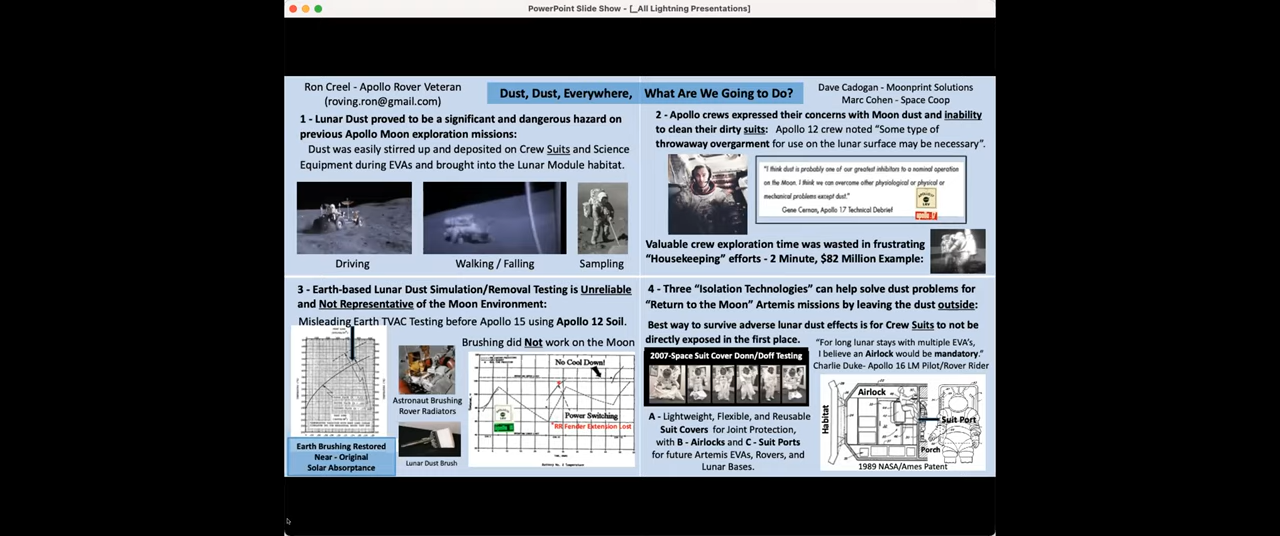 PowerPoint Slide Show - [_All Lightning Presentations]
Ron Creel - Apollo Rover Veteran
(roving.ron@gmail.com)
Dust, Dust, Everywhere, What Are We Going to Do?
Dave Cadogan - Moonprint Solutions
Marc Cohen - Space Coop
1 - Lunar Dust proved to be a significant and dangerous hazard on
previous Apollo Moon exploration missions:
Dust was easily stirred up and deposited on Crew Suits and Science
Equipment during EVAs and brought into the Lunar Module habitat.
Driving
Walking / Falling
Sampling
2 - Apollo crews expressed their concerns with Moon dust and inability
to clean their dirty suits: Apollo 12 crew noted “Some type of
throwaway overgarment for use on the lunar surface may be necessary”.
"I think dust is probably one of our greatest inhibitors to a nominal operation
on the Moon. I think we can overcome other physiological or physical or
mechanical problems except dust."
Gene Cernan, Apollo 17 Technical Debrief
Valuable crew exploration time was wasted in frustrating
“Housekeeping” efforts - 2 Minute, $82 Million Example:
3 - Earth-based Lunar Dust Simulation/Removal Testing is Unreliable
and Not Representative of the Moon Environment:
Misleading Earth TVAC Testing before Apollo 15 using Apollo 12 Soil.
Brushing did Not work on the Moon
Astronaut Brushing
Rover Radiators
Lunar Dust Brush
Earth Brushing Restored
Near - Original
Solar Absorptance
No Cool Down!
Power Switching
RR Fender Extension Lost
Battery No. 2 Temperature
4 - Three “Isolation Technologies” can help solve dust problems for
“Return to the Moon” Artemis missions by leaving the dust outside:
Best way to survive adverse lunar dust effects is for Crew Suits to not be
directly exposed in the first place.
2007-Space Suit Cover Donn/Doff Testing
A - Lightweight, Flexible, and Reusable
Suit Covers for Joint Protection,
with B - Airlocks and C - Suit Ports
for future Artemis EVAs, Rovers, and
Lunar Bases.
“For long lunar stays with multiple EVA’s,
I believe an Airlock would be mandatory.”
Charlie Duke- Apollo 16 LM Pilot/Rover Rider
Habitat
Airlock
Suit Port
Porch
1989 NASA/Ames Patent